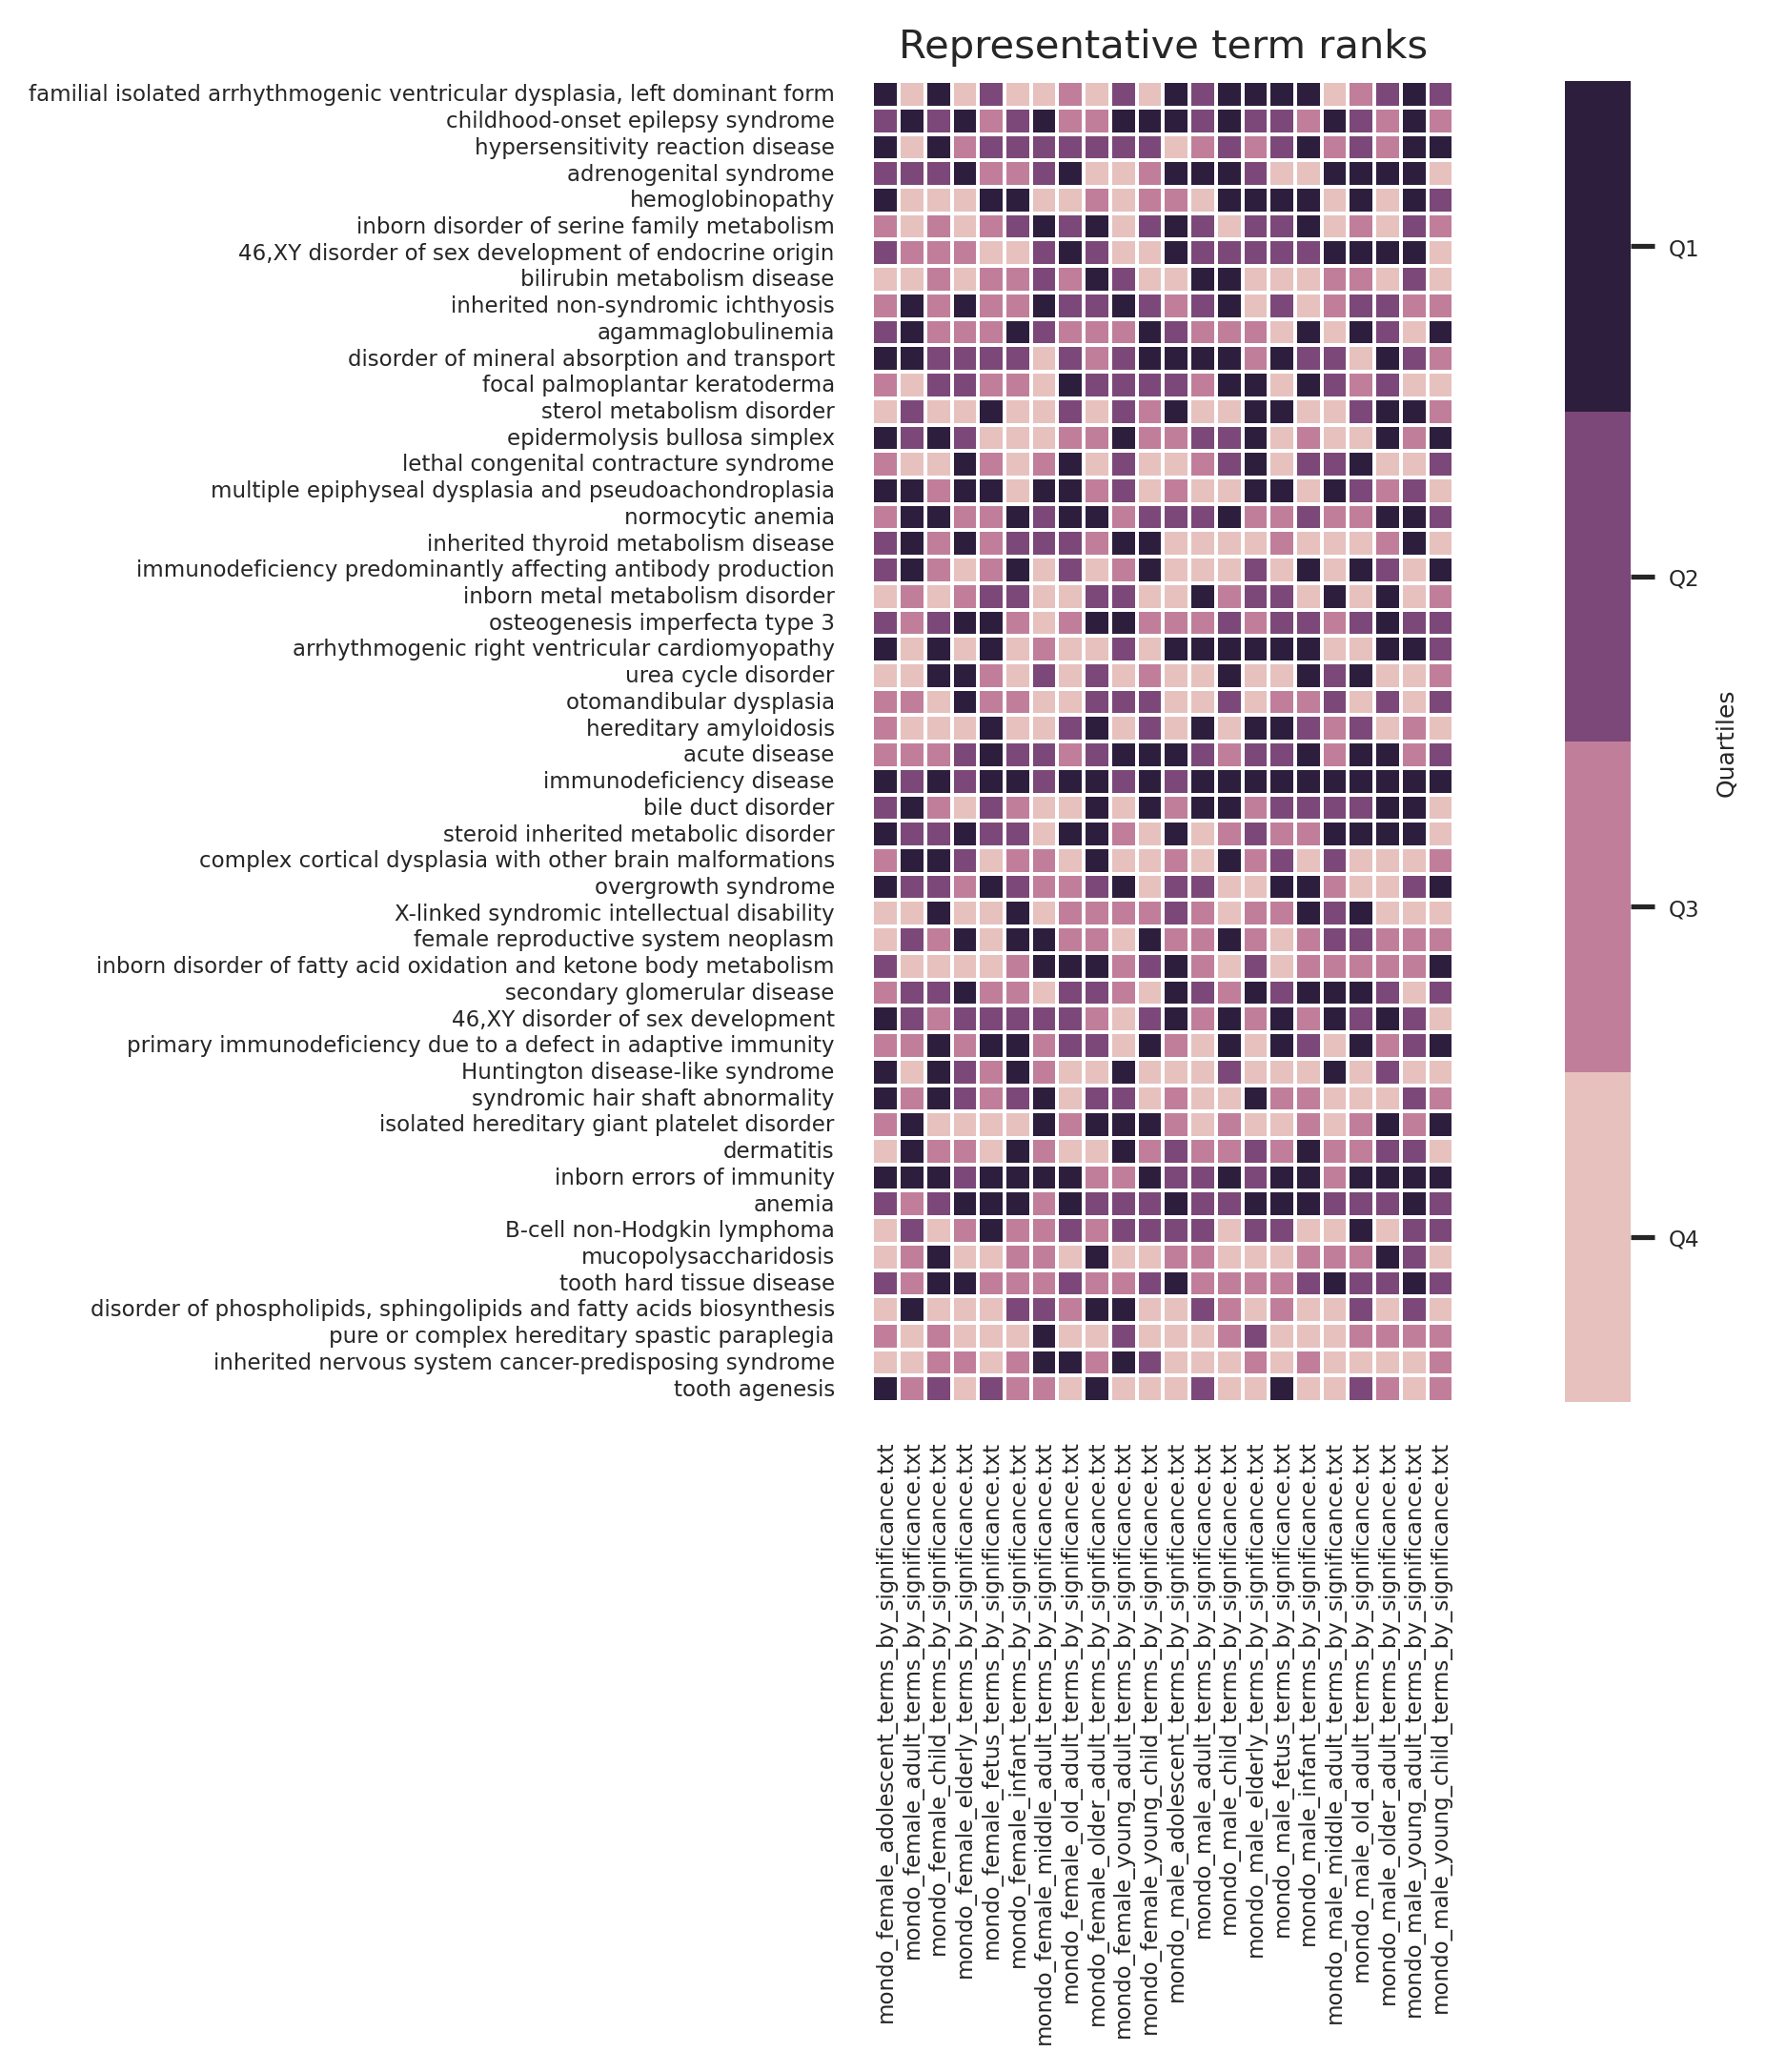 Representative term ranks
familial isolated arrhythmogenic ventricular dysplasia, left dominant form
childhood-onset epilepsy syndrome
hypersensitivity reaction disease
adrenogenital syndrome
hemoglobinopathy
inborn disorder of serine family metabolism
46,XY disorder of sex development of endocrine origin
bilirubin metabolism disease
inherited non-syndromic ichthyosis
agammaglobulinemia
disorder of mineral absorption and transport
focal palmoplantar keratoderma
sterol metabolism disorder
epidermolysis bullosa simplex
lethal congenital contracture syndrome
multiple epiphyseal dysplasia and pseudoachondroplasia
normocytic anemia
inherited thyroid metabolism disease
immunodeficiency predominantly affecting antibody production
inborn metal metabolism disorder
osteogenesis imperfecta type 3
arrhythmogenic right ventricular cardiomyopathy
urea cycle disorder
otomandibular dysplasia
hereditary amyloidosis
acute disease
immunodeficiency disease
bile duct disorder
steroid inherited metabolic disorder
complex cortical dysplasia with other brain malformations
overgrowth syndrome
X-linked syndromic intellectual disability
female reproductive system neoplasm
inborn disorder of fatty acid oxidation and ketone body metabolism
secondary glomerular disease
46,XY disorder of sex development
primary immunodeficiency due to a defect in adaptive immunity
Huntington disease-like syndrome
syndromic hair shaft abnormality
isolated hereditary giant platelet disorder
dermatitis
inborn errors of immunity
anemia
B-cell non-Hodgkin lymphoma
mucopolysaccharidosis
tooth hard tissue disease
disorder of phospholipids, sphingolipids and fatty acids biosynthesis
pure or complex hereditary spastic paraplegia
inherited nervous system cancer-predisposing syndrome
tooth agenesis
mondo_female_adolescent_terms_by_significance.txt
mondo_female_adult_terms_by_significance.txt
mondo_female_child_terms_by_significance.txt
mondo_female_elderly_terms_by_significance.txt
mondo_female_fetus_terms_by_significance.txt
mondo_female_infant_terms_by_significance.txt
mondo_female_middle_adult_terms_by_significance.txt
mondo_female_old_adult_terms_by_significance.txt
mondo_female_older_adult_terms_by_significance.txt
mondo_female_young_adult_terms_by_significance.txt
mondo_female_young_child_terms_by_significance.txt
mondo_male_adolescent_terms_by_significance.txt
mondo_male_adult_terms_by_significance.txt
mondo_male_child_terms_by_significance.txt
mondo_male_elderly_terms_by_significance.txt
mondo_male_fetus_terms_by_significance.txt
mondo_male_infant_terms_by_significance.txt
mondo_male_middle_adult_terms_by_significance.txt
mondo_male_old_adult_terms_by_significance.txt
mondo_male_older_adult_terms_by_significance.txt
mondo_male_young_adult_terms_by_significance.txt
mondo_male_young_child_terms_by_significance.txt
Q1
Q2
Q3
Q4
Quartiles